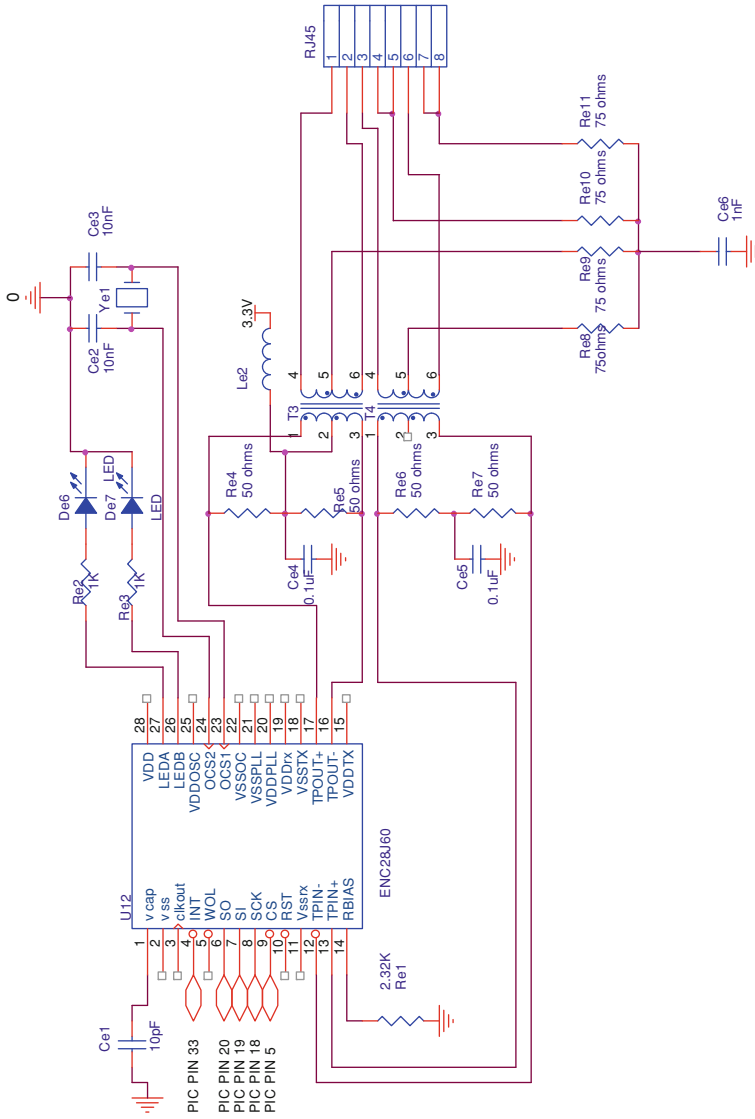 RJ45
1
2
3
4
5
6
7
8
Re11
75 ohms
Re10
75 ohms
Re9
75 ohms
Re8
75ohms
Ce6
1nF
0
Ce3
10nF
Ye1
Ce2
10nF
3.3V
Le2
T3
1
2
3
4
5
6
T4
1
2
3
4
5
6
De6
LED
De7
LED
Re2
1K
Re3
1K
Re4
50 ohms
Re5
50 ohms
Re6
50 ohms
Re7
50 ohms
Ce4
0.1uF
Ce5
0.1uF
28
27
26
25
24
23
22
21
20
19
18
17
16
15
VDD
LEDA
LEDB
VDDOSC
OCS2
OCS1
VSSOC
VSSPLL
VDDPLL
VDDrx
VSSTX
TPOUT+
TPOUT-
VDDTX
U12
ENC28J60
v cap
v ss
clkout
INT
WOL
SO
SI
SCK
CS
RST
Vssrx
TPIN-
TPIN+
RBIAS
1
2
3
4
5
6
7
8
9
10
11
12
13
14
Ce1
10pF
2.32K
Re1
PIC PIN 33
PIC PIN 20
PIC PIN 19
PIC PIN 18
PIC PIN 5